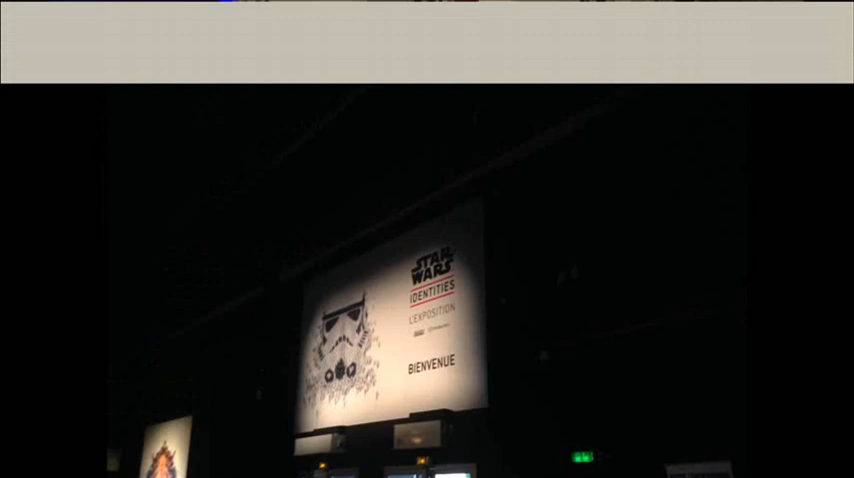 STAR
WARS
IDENTITIES
L'EXPOSITION
BIENVENUE